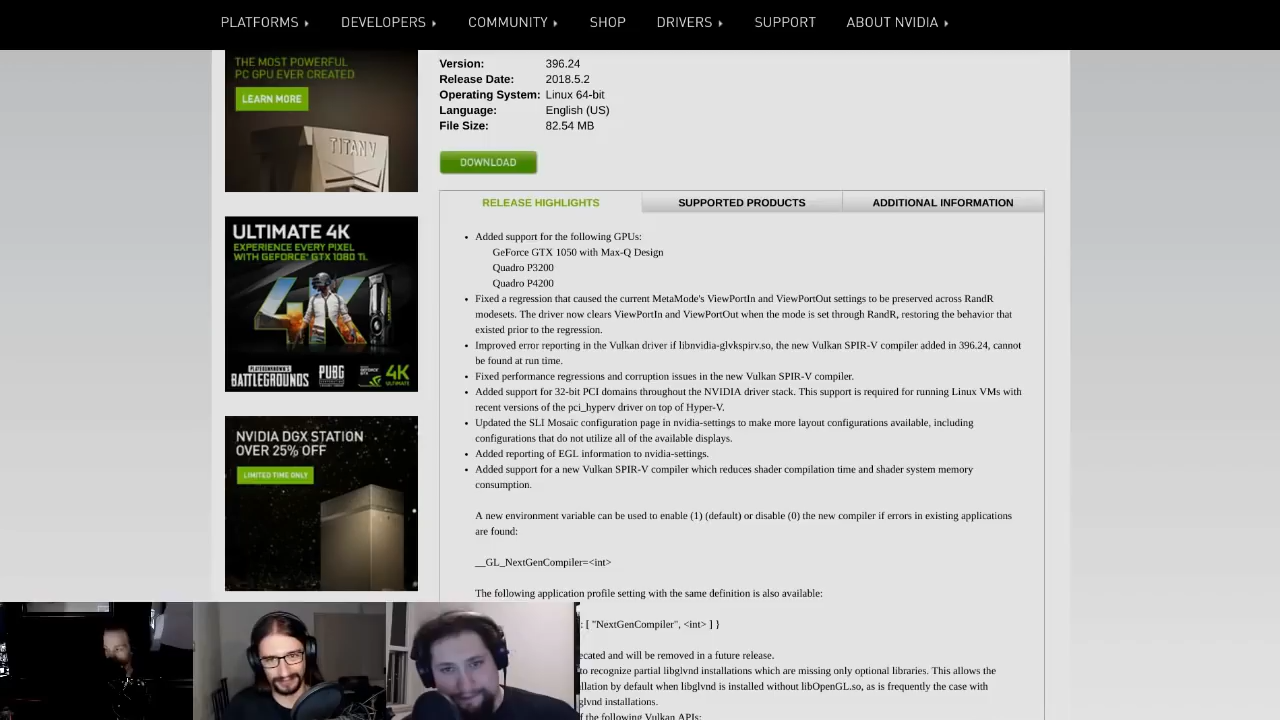 PLATFORMS DEVELOPERS COMMUNITY SHOP DRIVERS SUPPORT ABOUT NVIDIA
THE MOST POWERFUL
PC GPU EVER CREATED
LEARN MORE
TITAN V
ULTIMATE 4K
EXPERIENCE EVERY PIXEL
WITH GEFORCE® GTX 1080 Ti.
4K
PLAYERUNKNOWN'S
BATTLEGROUNDS
PUBG
4K
ULTIMATE
NVIDIA DGX STATION
OVER 25% OFF
LIMITED TIME ONLY
Version: 396.24
Release Date: 2018.5.2
Operating System: Linux 64-bit
Language: English (US)
File Size: 82.54 MB
DOWNLOAD
RELEASE HIGHLIGHTS SUPPORTED PRODUCTS ADDITIONAL INFORMATION
• Added support for the following GPUs:
GeForce GTX 1050 with Max-Q Design
Quadro P3200
Quadro P4200
• Fixed a regression that caused the current MetaMode's ViewPortIn and ViewPortOut settings to be preserved across RandR
modesets. The driver now clears ViewPortIn and ViewPortOut when the mode is set through RandR, restoring the behavior that
existed prior to the regression.
• Improved error reporting in the Vulkan driver if libnvidia-glvkspirv.so, the new Vulkan SPIR-V compiler added in 396.24, cannot
be found at run time.
• Fixed performance regressions and corruption issues in the new Vulkan SPIR-V compiler.
• Added support for 32-bit PCI domains throughout the NVIDIA driver stack. This support is required for running Linux VMs with
recent versions of the pci_hyperv driver on top of Hyper-V.
• Updated the SLI Mosaic configuration page in nvidia-settings to make more layout configurations available, including
configurations that do not utilize all of the available displays.
• Added reporting of EGL information to nvidia-settings.
• Added support for a new Vulkan SPIR-V compiler which reduces shader compilation time and shader system memory
consumption.
A new environment variable can be used to enable (1) (default) or disable (0) the new compiler if errors in existing applications
are found:
__GL_NextGenCompiler=<int>
The following application profile setting with the same definition is also available:
: [ "NextGenCompiler", <int> ] }
ecated and will be removed in a future release.
to recognize partial libglvnd installations which are missing only optional libraries. This allows the
llation by default when libglvnd is installed without libOpenGL.so, as is frequently the case with
glvnd installations.
f the following Vulkan APIs: